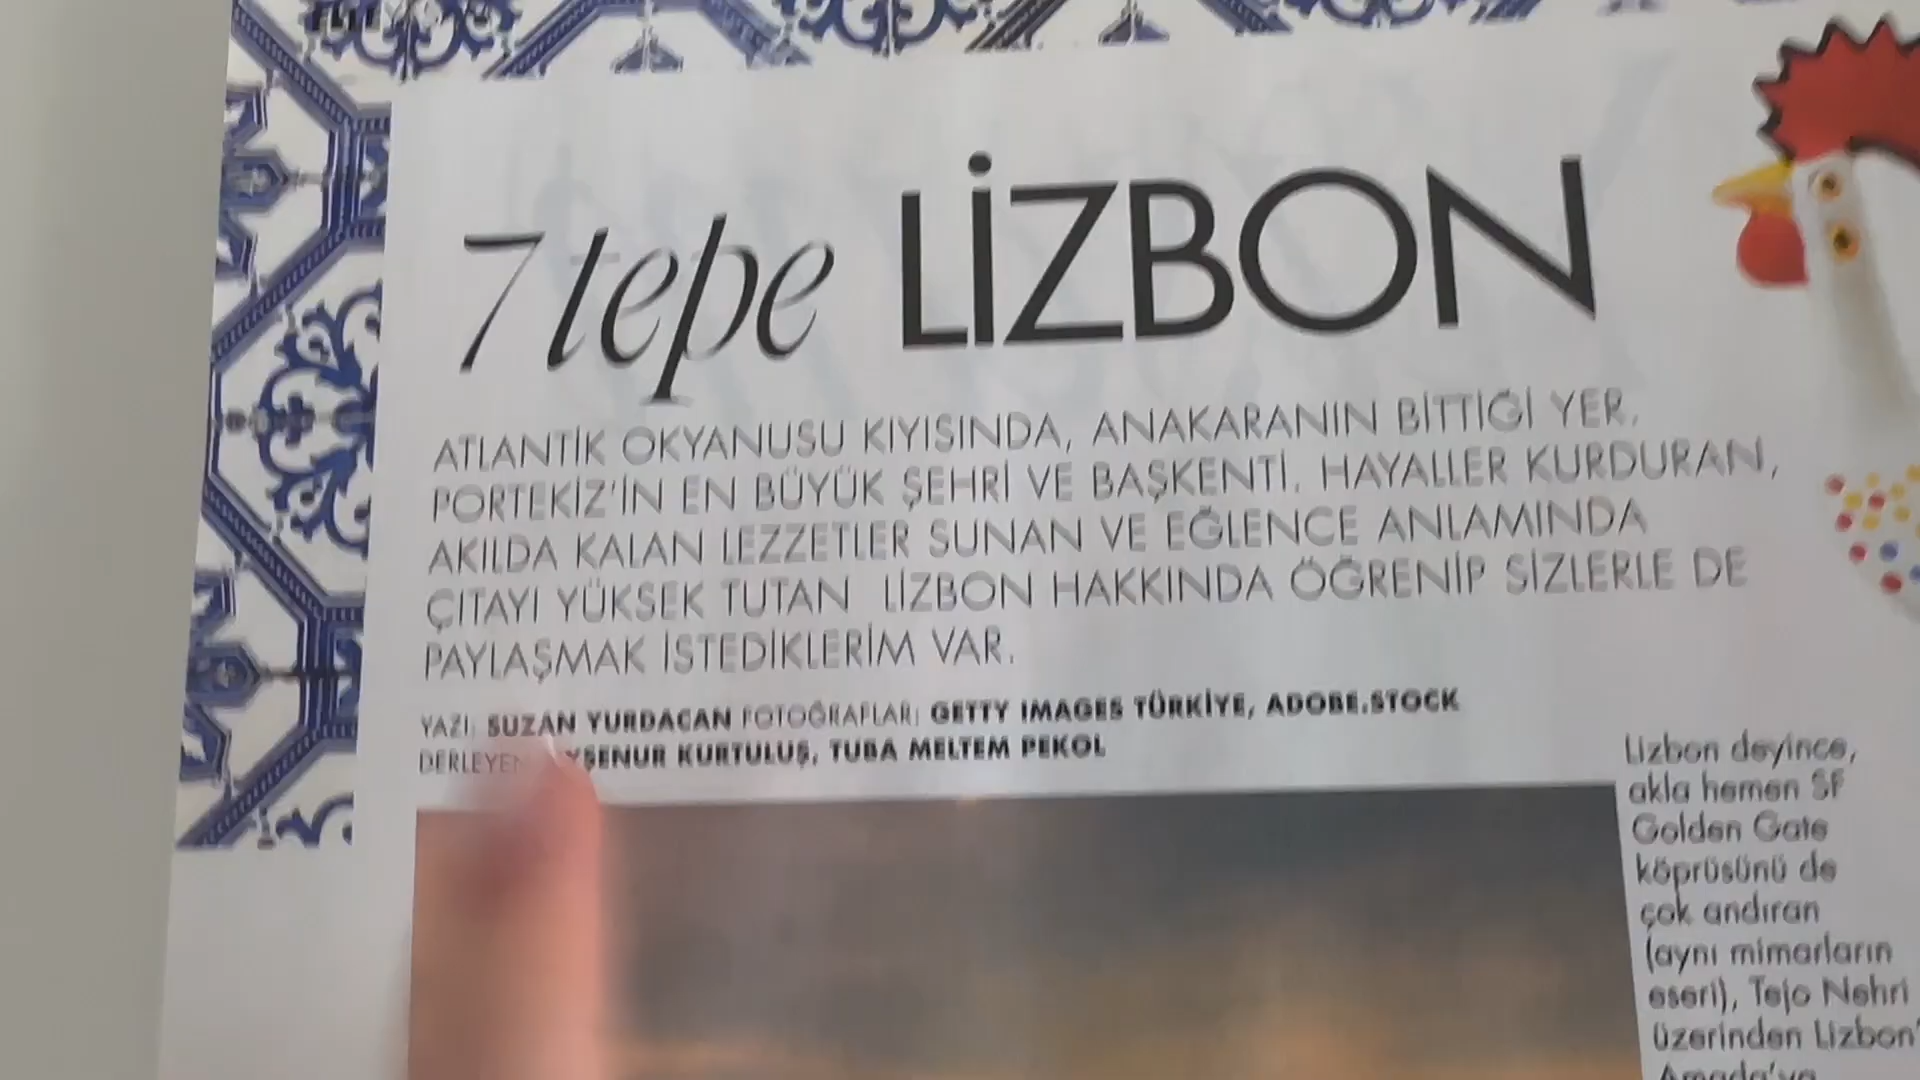 7 tepe LİZBON
ATLANTİK OKYANUSU KIYISINDA, ANAKARANIN BİTTİĞİ YER.
PORTEKİZ'İN EN BÜYÜK ŞEHRİ VE BAŞKENTİ. HAYALLER KURDURAN,
AKILDA KALAN LEZZETLER SUNAN VE EĞLENCE ANLAMINDA
ÇITAYI YÜKSEK TUTAN LİZBON HAKKINDA ÖĞRENİP SİZLERLE DE
PAYLAŞMAK İSTEDİKLERİM VAR.
YAZI: SUZAN YURDACAN FOTOĞRAFLAR: GETTY IMAGES TÜRKİYE, ADOBE.STOCK
KURTULUŞ, TUBA MELTEM PEKOL
Lizbon deyince,
akla hemen SF
Golden Gate
köprüsünü de
çok andıran
(aynı mimarların
eseri), Tejo Nehri
üzerinden Lizbon'